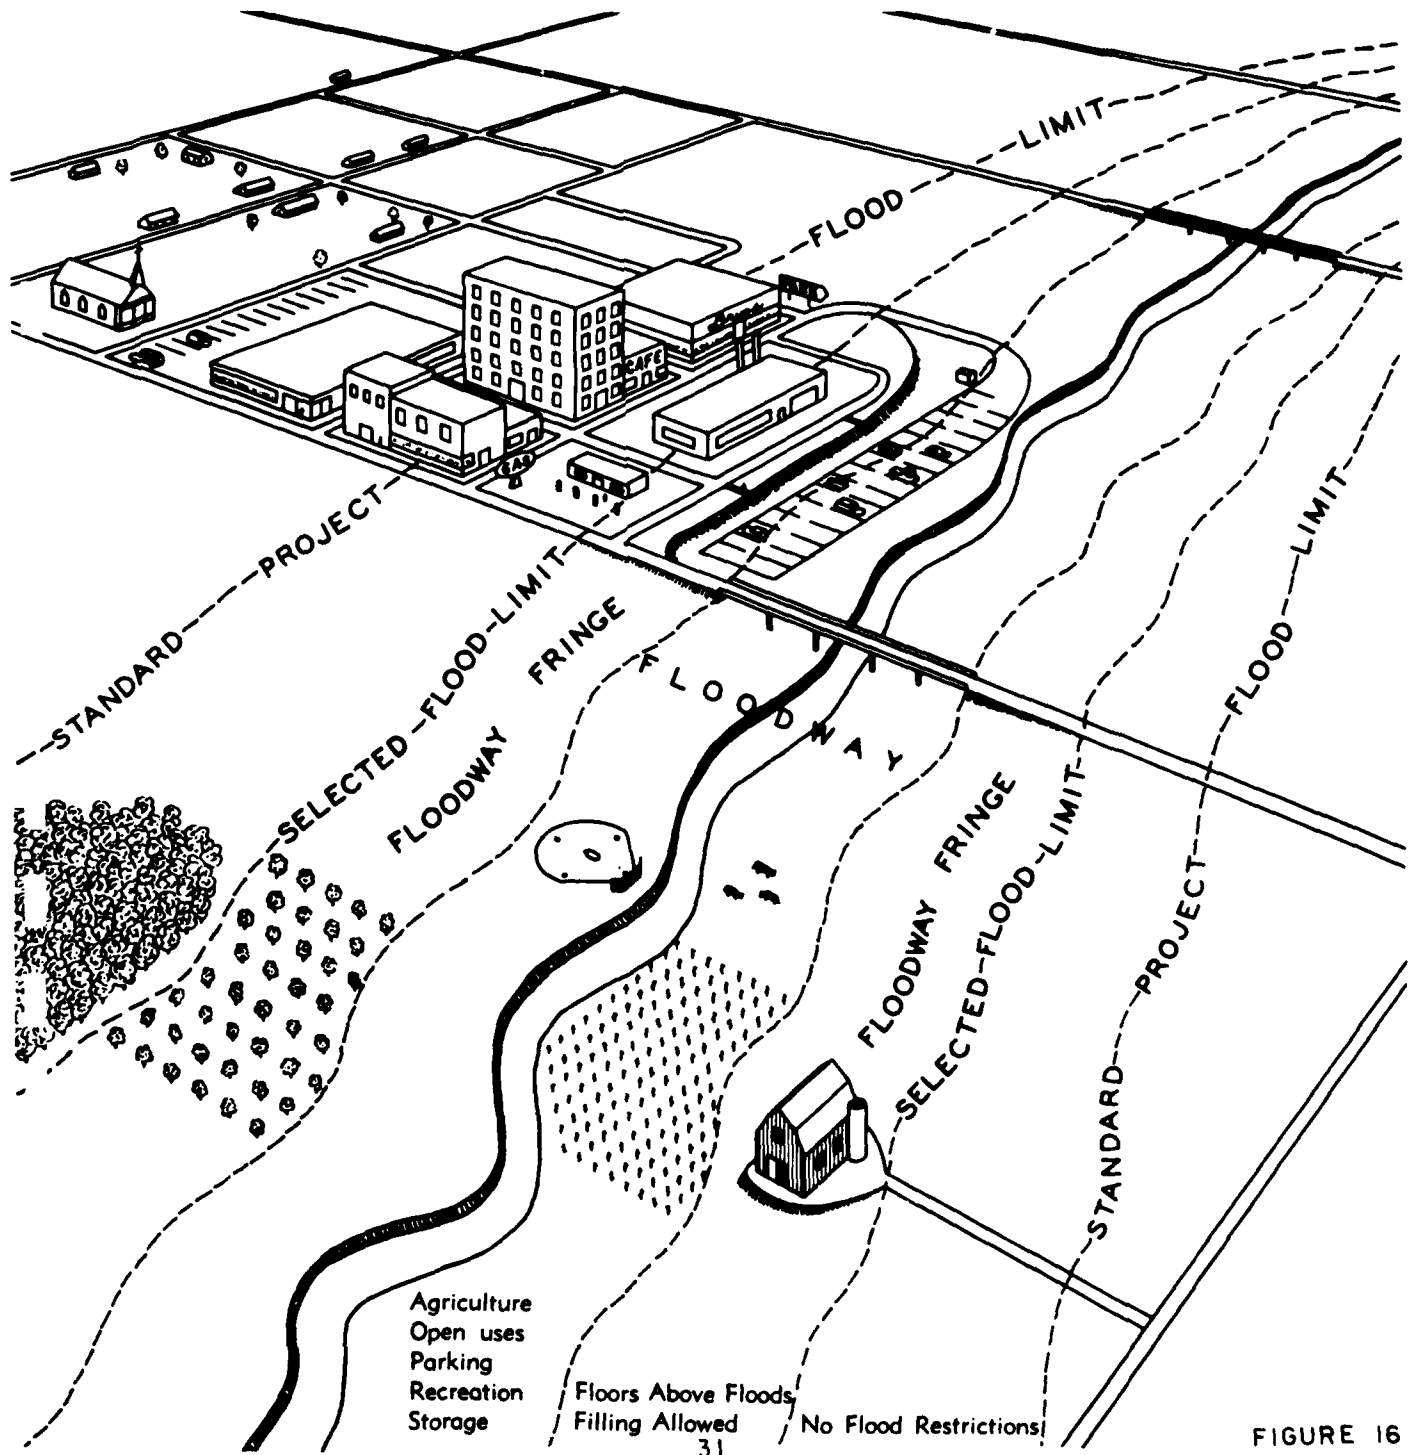 LIMIT
FLOOD
CAFE
GAS
STANDARD PROJECT
SELECTED FLOOD LIMIT
FLOODWAY FRINGE
FLOODWAY
FLOODWAY FRINGE
SELECTED FLOOD LIMIT
STANDARD PROJECT FLOOD LIMIT
Agriculture
Open uses
Parking
Recreation
Storage
Floors Above Floods
Filling Allowed
No Flood Restrictions
31
FIGURE 16